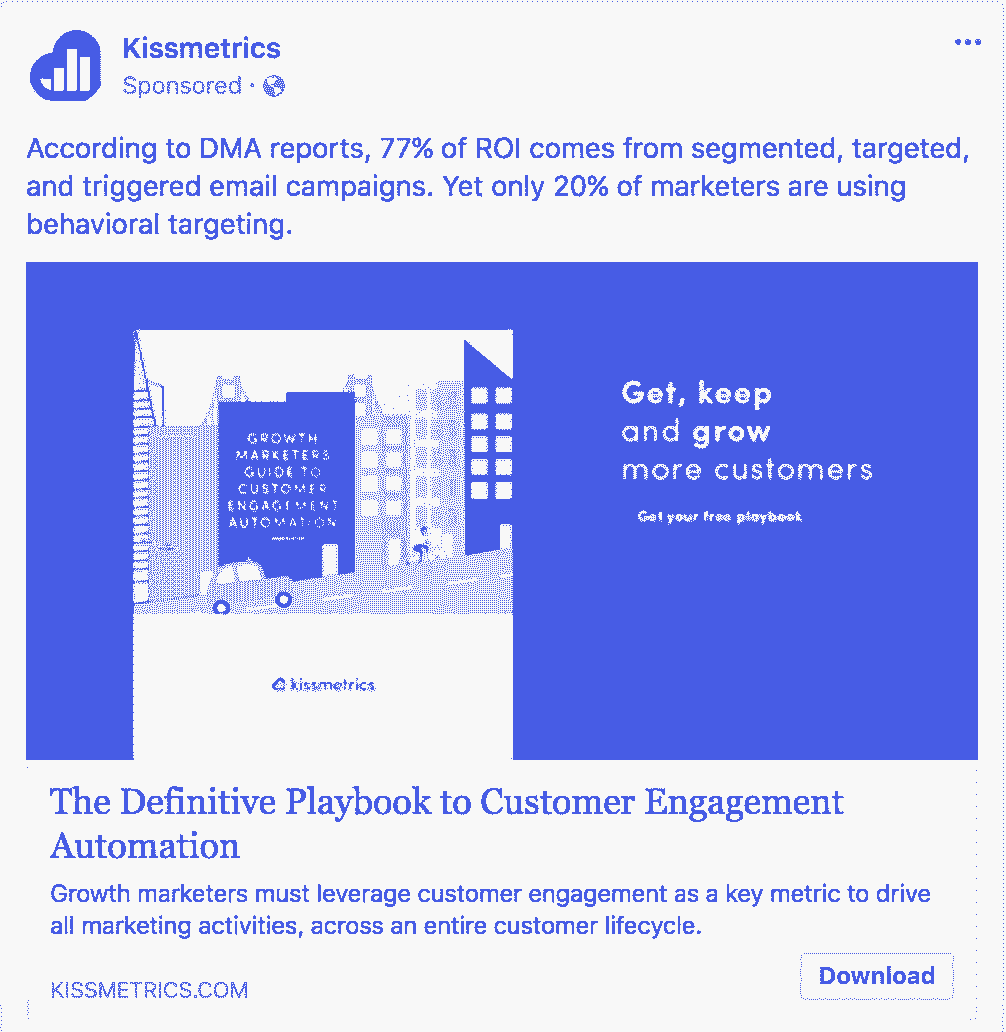 Kissmetrics
Sponsored ·
According to DMA reports, 77% of ROI comes from segmented, targeted,
and triggered email campaigns. Yet only 20% of marketers are using
behavioral targeting.
GROWTH
MARKETERS
GUIDE TO
CUSTOMER
ENGAGEMENT
AUTOMATION
kissmetrics
Get, keep
and grow
more customers
Get your free playbook
The Definitive Playbook to Customer Engagement
Automation
Growth marketers must leverage customer engagement as a key metric to drive
all marketing activities, across an entire customer lifecycle.
KISSMETRICS.COM
Download